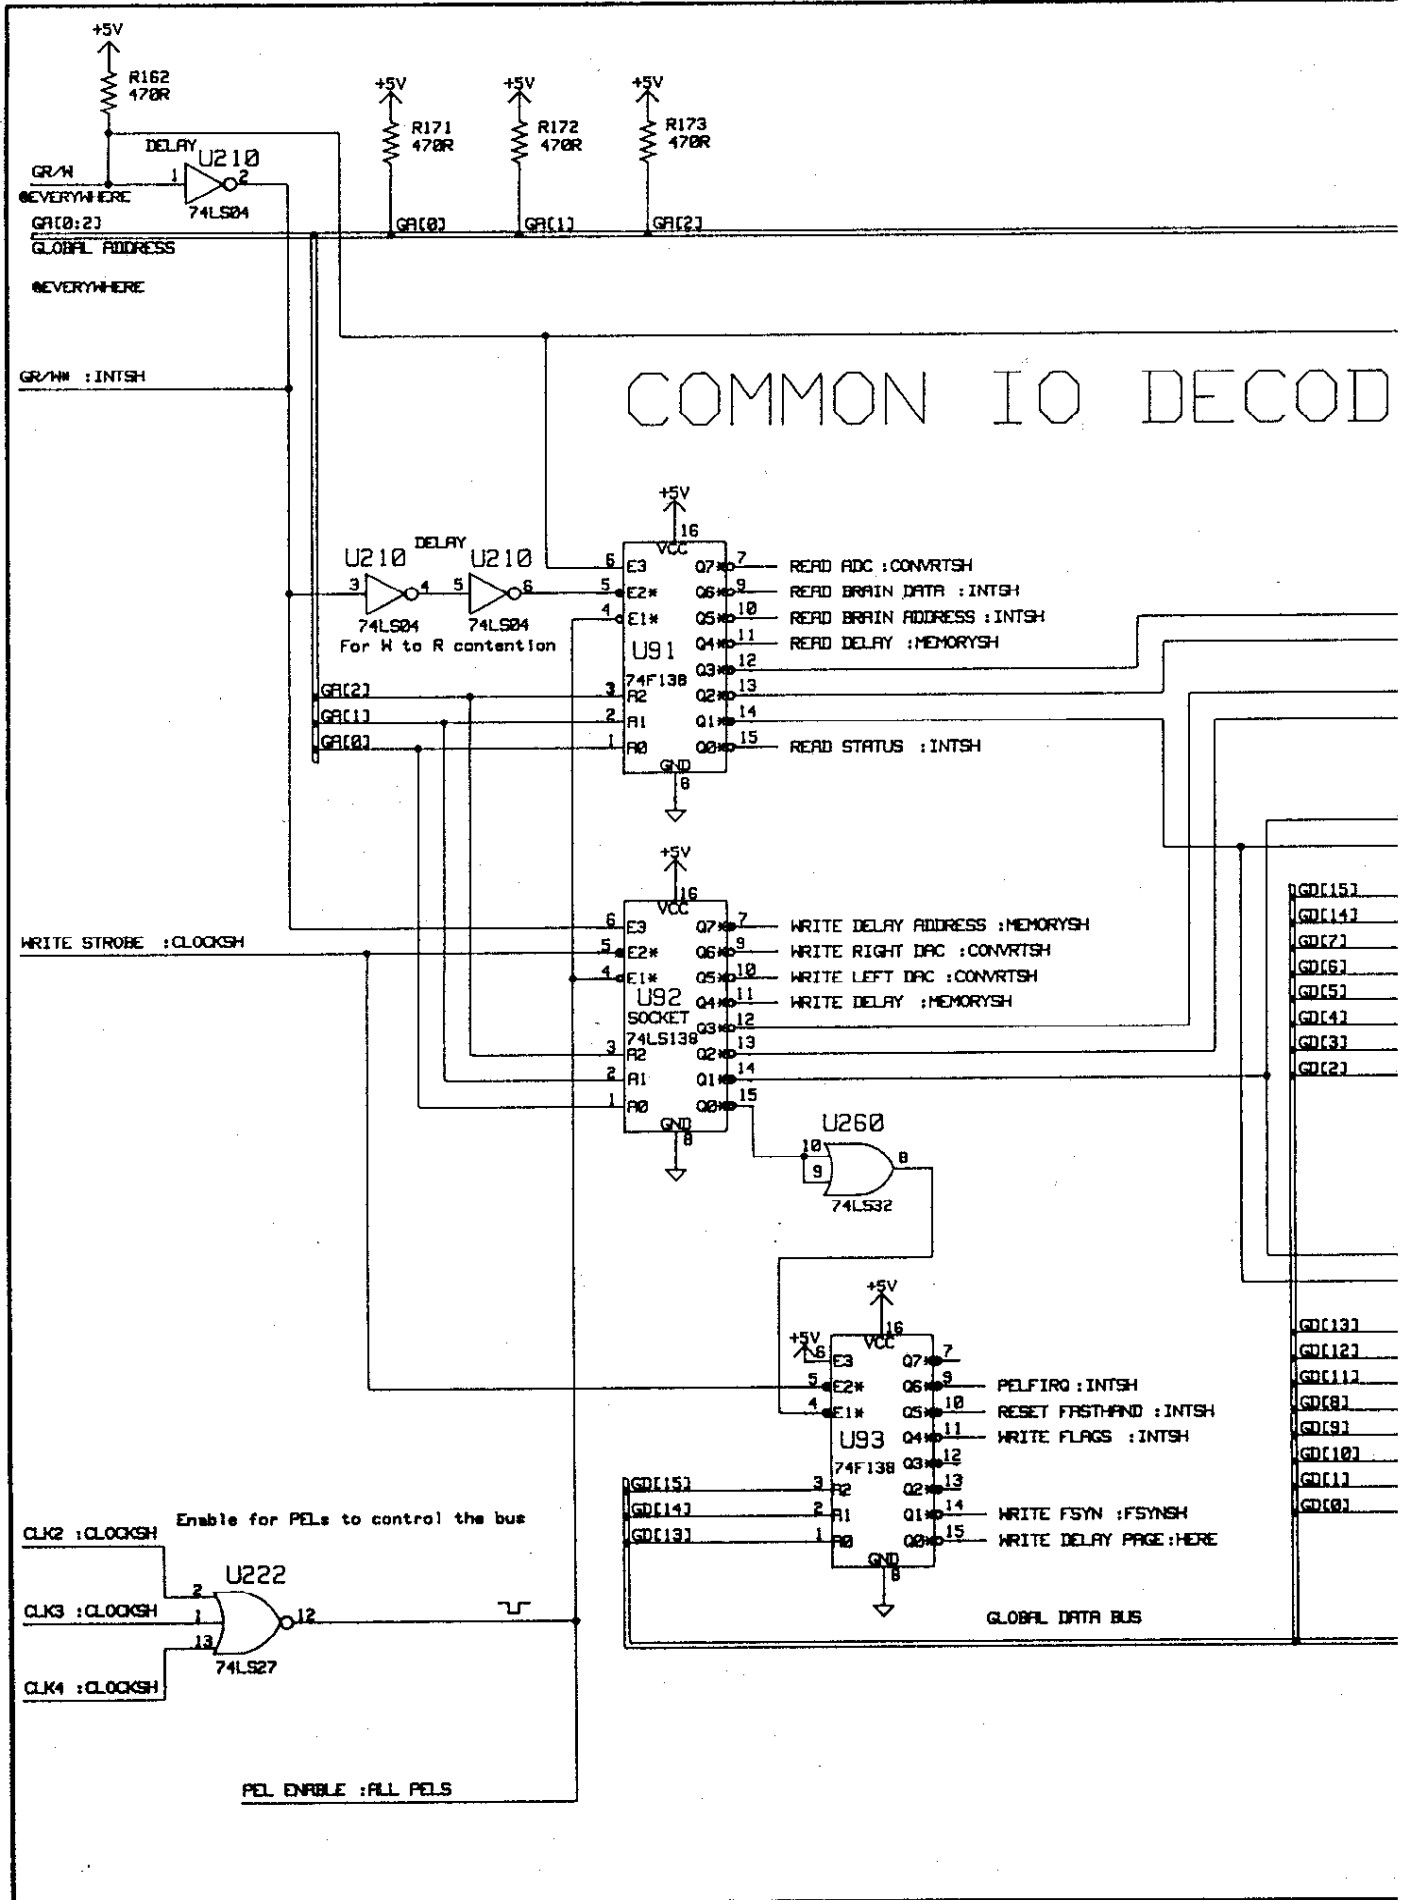 +5V
R162
470R
+5V
R171
470R
+5V
R172
470R
+5V
R173
470R
DELAY
U210
GR/W
1
2
@EVERYWHERE
74LS04
GA[0:2]
GA[0]
GA[1]
GA[2]
GLOBAL ADDRESS
@EVERYWHERE
GR/W* :INTSH
COMMON IO DECOD
+5V
16
VCC
U210
DELAY
U210
3
4
5
6
74LS04
74LS04
For W to R contention
6 E3
5 E2*
4 E1*
U91
74F138
3 A2
2 A1
1 A0
GND
8
Q7* 7 READ ADC :CONVRTSH
Q6* 9 READ BRAIN DATA :INTSH
Q5* 10 READ BRAIN ADDRESS :INTSH
Q4* 11 READ DELAY :MEMORYSH
Q3* 12
Q2* 13
Q1* 14
Q0* 15 READ STATUS :INTSH
GA[2]
GA[1]
GA[0]
+5V
16
VCC
WRITE STROBE :CLOCKSH
6 E3
5 E2*
4 E1*
U92
SOCKET
74LS138
3 A2
2 A1
1 A0
GND
8
Q7* 7 WRITE DELAY ADDRESS :MEMORYSH
Q6* 9 WRITE RIGHT DAC :CONVRTSH
Q5* 10 WRITE LEFT DAC :CONVRTSH
Q4* 11 WRITE DELAY :MEMORYSH
Q3* 12
Q2* 13
Q1* 14
Q0* 15
GD[15]
GD[14]
GD[7]
GD[6]
GD[5]
GD[4]
GD[3]
GD[2]
U260
10
9
8
74LS32
+5V
16
VCC
+5V
6 E3
5 E2*
4 E1*
U93
74F138
3 A2
2 A1
1 A0
GND
8
Q7* 7
Q6* 9 PELFIRQ :INTSH
Q5* 10 RESET FASTHAND :INTSH
Q4* 11 WRITE FLAGS :INTSH
Q3* 12
Q2* 13
Q1* 14 WRITE FSYN :FSYNSH
Q0* 15 WRITE DELAY PAGE:HERE
GD[15]
GD[14]
GD[13]
GD[13]
GD[12]
GD[11]
GD[8]
GD[9]
GD[10]
GD[1]
GD[0]
Enable for PELs to control the bus
CLK2 :CLOCKSH
U222
2
CLK3 :CLOCKSH
1
12
13
74LS27
CLK4 :CLOCKSH
GLOBAL DATA BUS
PEL ENABLE :ALL PELS